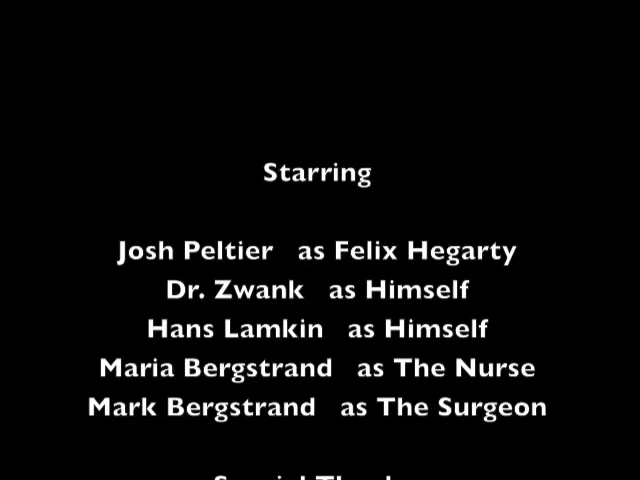 Starring
Josh Peltier as Felix Hegarty
Dr. Zwank as Himself
Hans Lamkin as Himself
Maria Bergstrand as The Nurse
Mark Bergstrand as The Surgeon